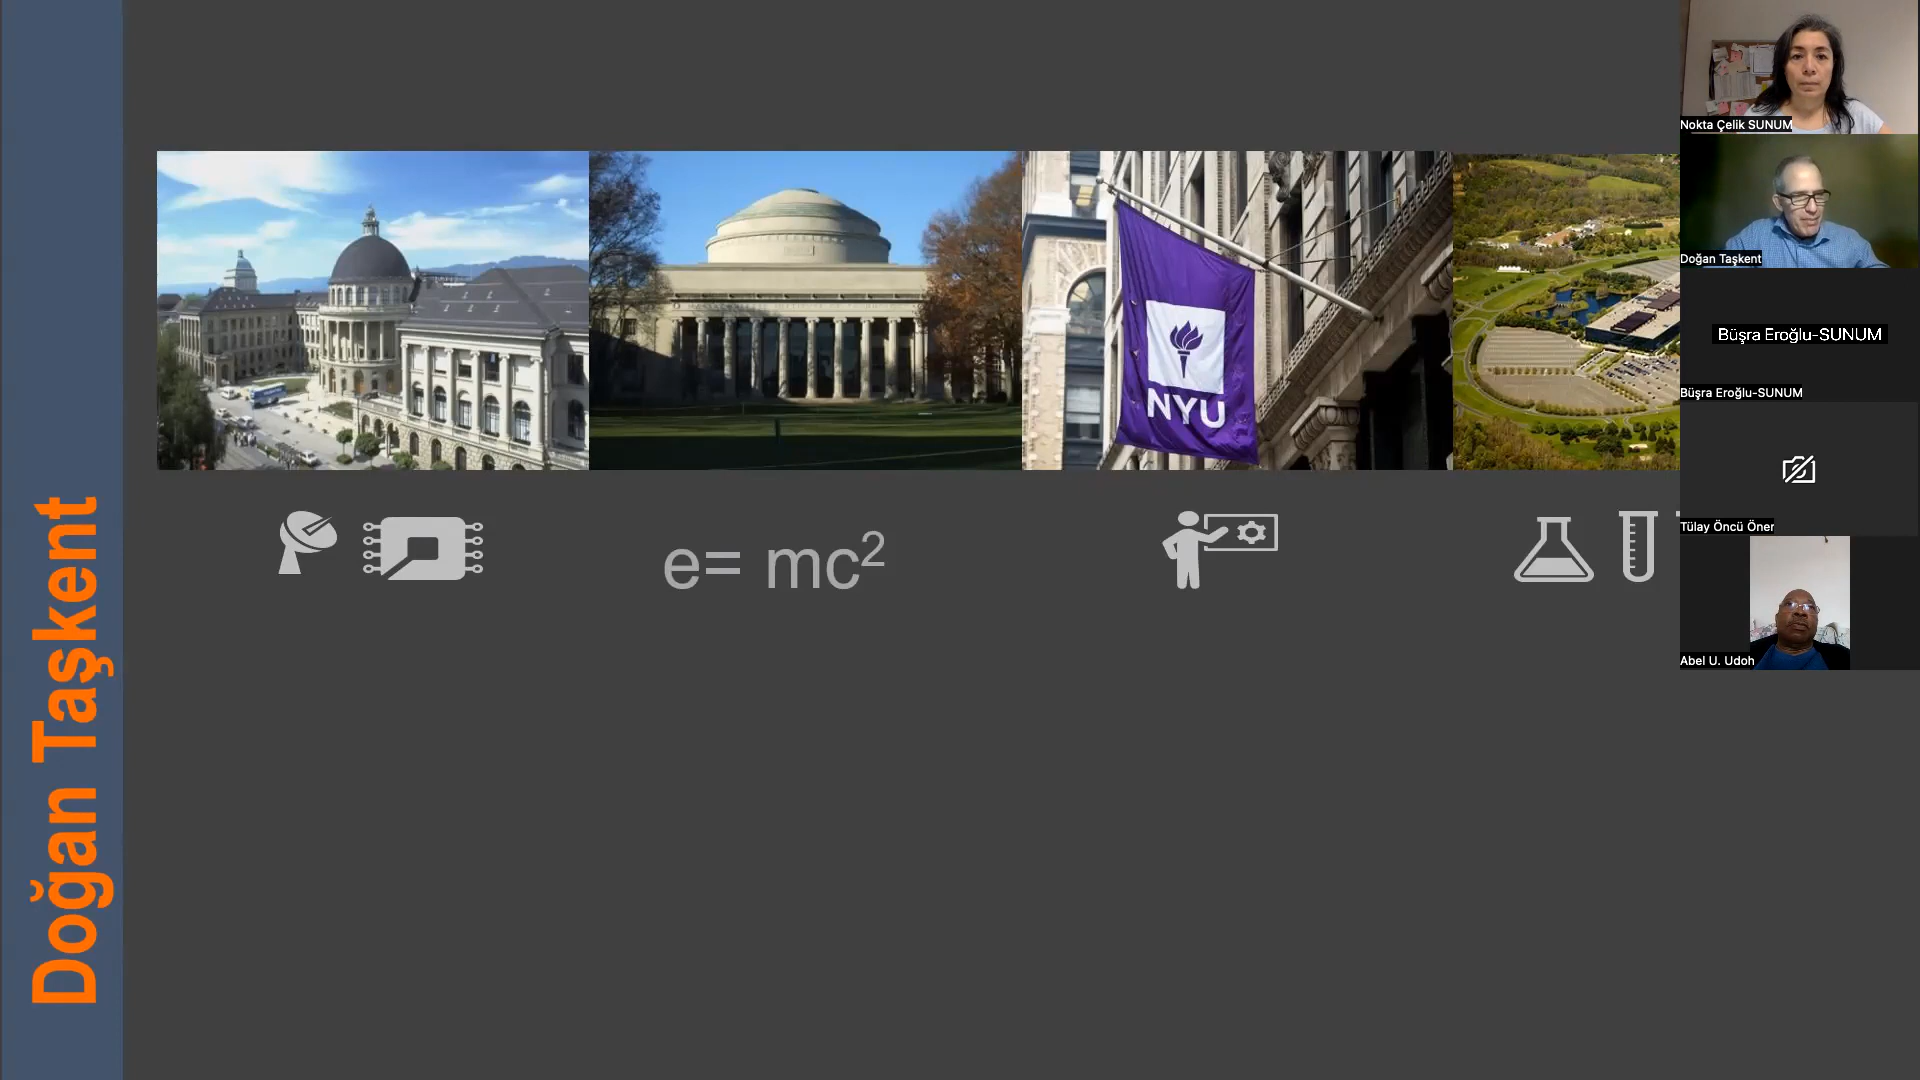 Doğan Taşkent
NYU
e= mc²
Nokta Çelik SUNUM
Doğan Taşkent
Büşra Eroğlu-SUNUM
Büşra Eroğlu-SUNUM
Tülay Öncü Öner
Abel U. Udoh